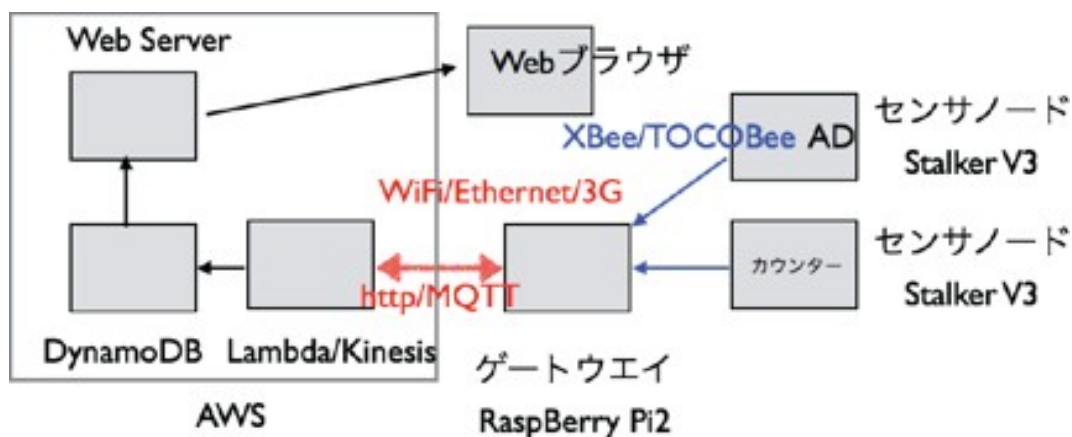 Web Server
Webブラウザ
XBee/TOCOBee AD
センサノード
Stalker V3
WiFi/Ethernet/3G
カウンター
センサノード
Stalker V3
http/MQTT
DynamoDB
Lambda/Kinesis
ゲートウエイ
AWS
RaspBerry Pi2